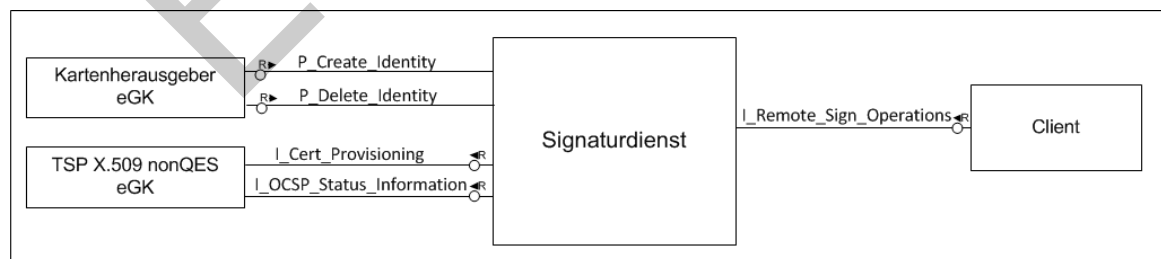 Kartenherausgeber
eGK
R
P_Create_Identity
R
P_Delete_Identity
TSP X.509 nonQES
eGK
I_Cert_Provisioning
R
I_OCSP_Status_Information
R
Signaturdienst
I_Remote_Sign_Operations
R
Client